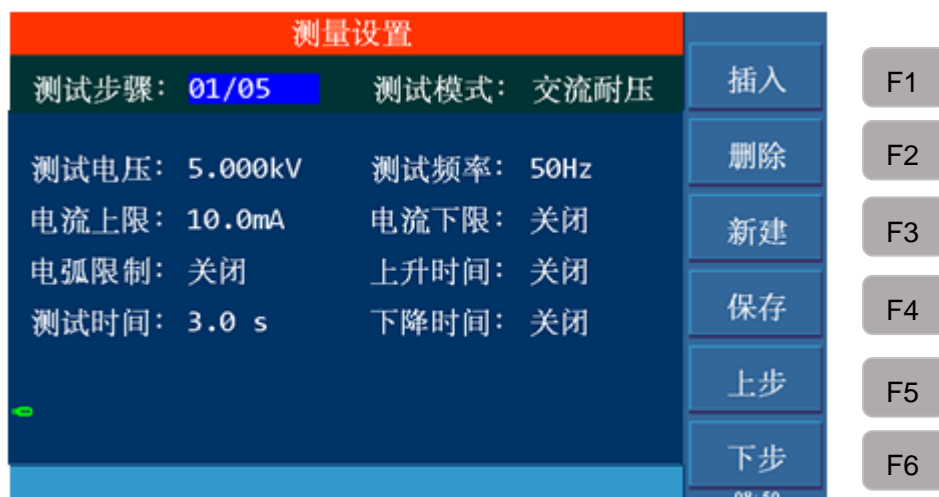 测量设置
测试步骤: 01/05 测试模式: 交流耐压
测试电压: 5.000kV 测试频率: 50Hz
电流上限: 10.0mA 电流下限: 关闭
电弧限制: 关闭 上升时间: 关闭
测试时间: 3.0 s 下降时间: 关闭
插入 F1
删除 F2
新建 F3
保存 F4
上步 F5
下步 F6